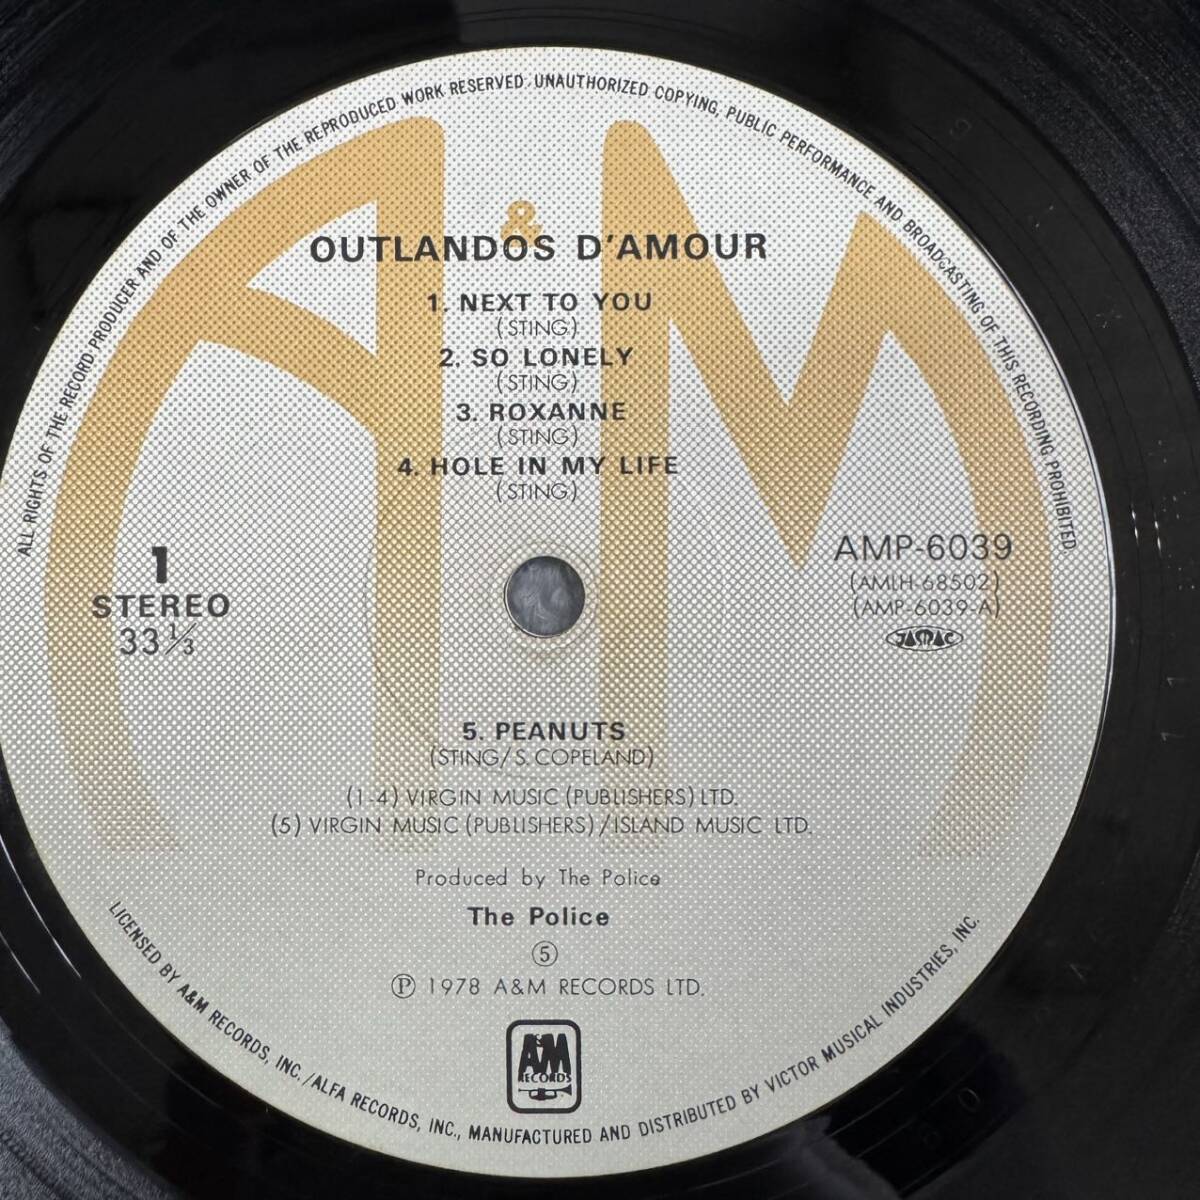 ALL RIGHTS OF THE RECORD PRODUCER AND OF THE OWNER OF THE REPRODUCED WORK RESERVED. UNAUTHORIZED COPYING, PUBLIC PERFORMANCE AND BROADCASTING OF THIS RECORDING PROHIBITED.
&
OUTLANDOS D'AMOUR
1. NEXT TO YOU
(STING)
2. SO LONELY
(STING)
3. ROXANNE
(STING)
4. HOLE IN MY LIFE
(STING)
1
STEREO
33 1/3
AMP-6039
(AMLH-68502)
(AMP-6039-A)
JASRAC
5. PEANUTS
(STING/S. COPELAND)
(1-4) VIRGIN MUSIC (PUBLISHERS) LTD.
(5) VIRGIN MUSIC (PUBLISHERS)/ISLAND MUSIC LTD.
Produced by The Police
The Police
⑤
Ⓟ 1978 A&M RECORDS LTD.
A&M
RECORDS
LICENSED BY A&M RECORDS, INC./ALFA RECORDS, INC., MANUFACTURED AND DISTRIBUTED BY VICTOR MUSICAL INDUSTRIES, INC.